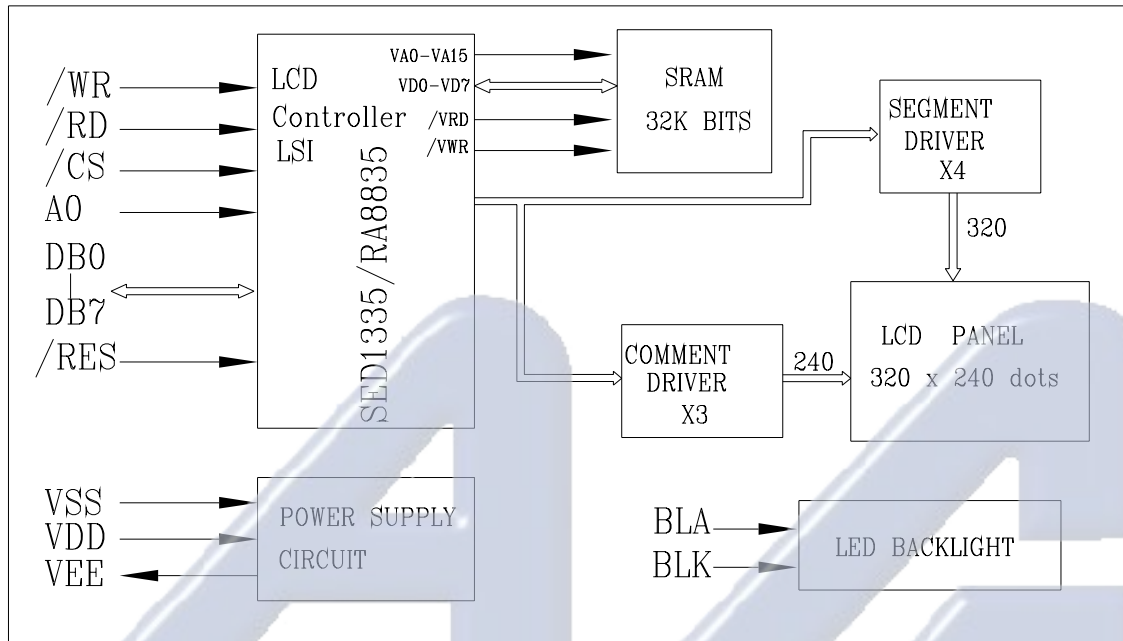 /WR
/RD
/CS
A0
DB0
DB7
/RES
LCD
Controller
LSI
SED1335/RA8835
VA0-VA15
VD0-VD7
/VRD
/VWR
SRAM
32K BITS
SEGMENT
DRIVER
X4
320
COMMENT
DRIVER
X3
240
LCD PANEL
320 x 240 dots
VSS
VDD
VEE
POWER SUPPLY
CIRCUIT
BLA
BLK
LED BACKLIGHT